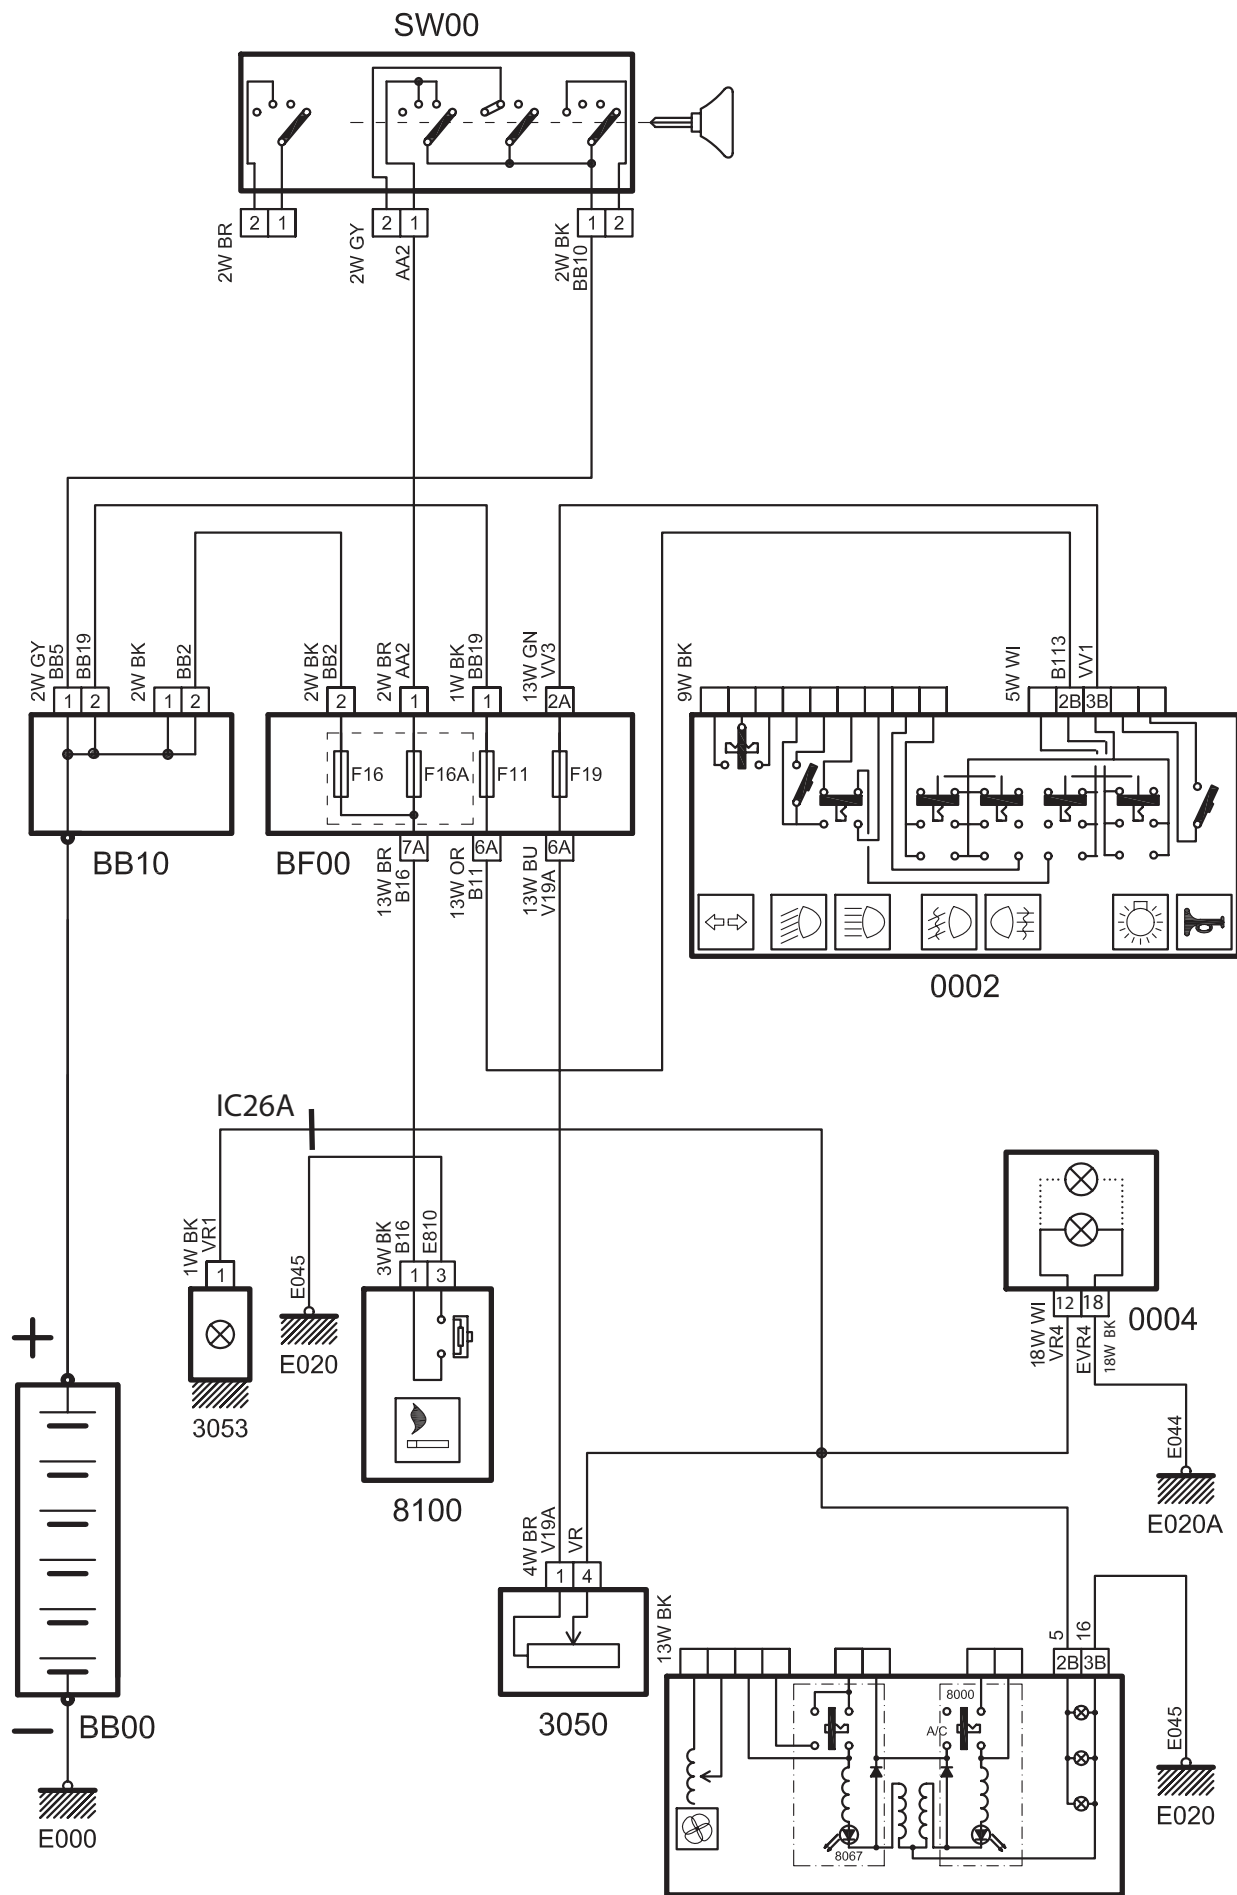 SW00
2 1
2 1
1 2
2W BR
2W GY
AA2
2W BK
BB10
2W GY
BB5
BB19
2W BK
BB2
2W BK
BB2
2W BR
AA2
1W BK
BB19
13W GN
VV3
9W BK
5W WI
B113
VV1
1 2
1 2
2
1
1
2A
2B 3B
F16
F16A
F11
F19
BB10
BF00
7A
6A
6A
13W BR
B16
13W OR
B11
13W BU
V19A
0002
IC26A
1W BK
VR1
E045
3W BK
B16
E810
1
1 3
12 18
0004
E020
18W WI
VR4
EVR4
18W BK
+
3053
E044
8100
E020A
4W BR
V19A
VR
1 4
13W BK
5
16
2B 3B
8000
A/C
−
BB00
3050
E045
E000
8067
E020